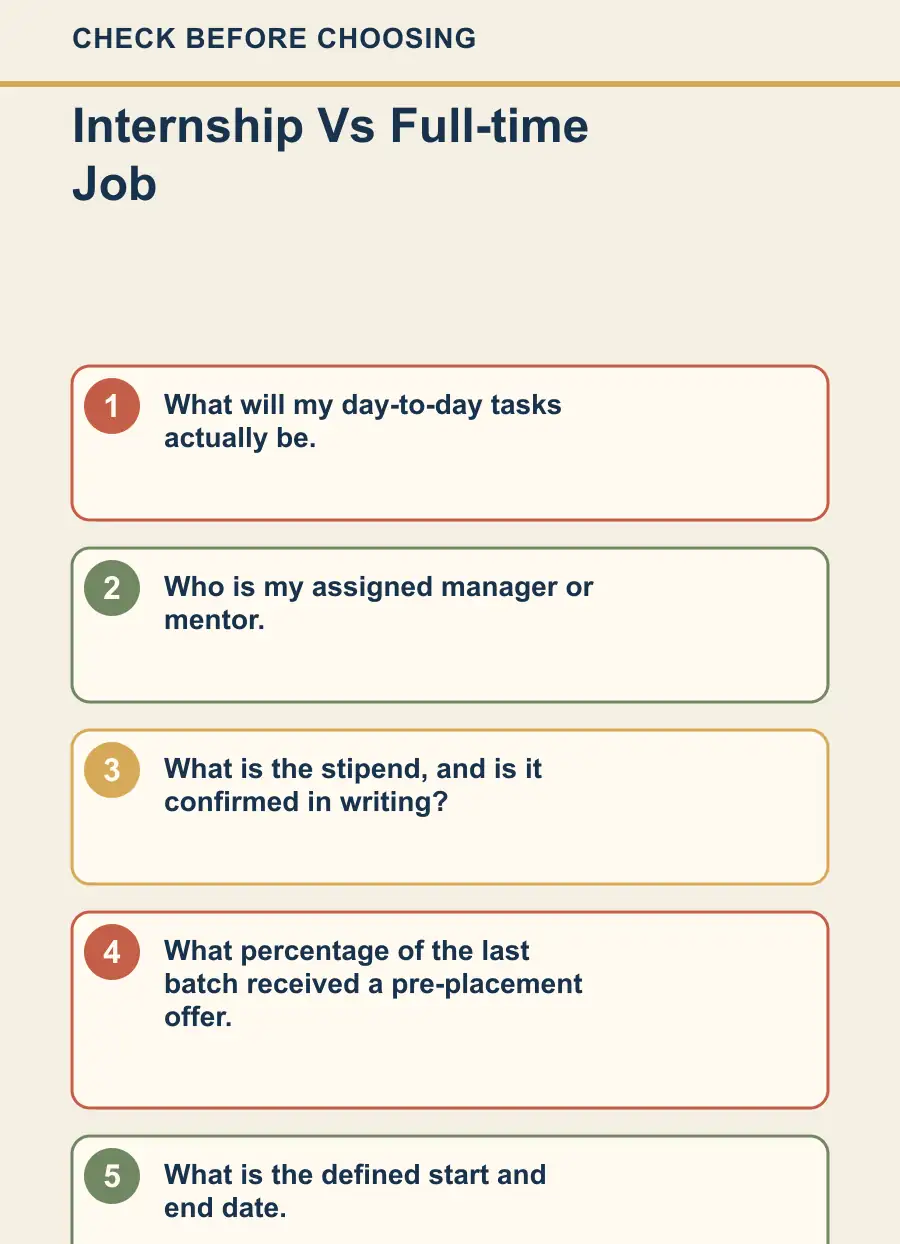 CHECK BEFORE CHOOSING
Internship Vs Full-time
Job
1
What will my day-to-day tasks
actually be.
2
Who is my assigned manager or
mentor.
3
What is the stipend, and is it
confirmed in writing?
4
What percentage of the last
batch received a pre-placement
offer.
5
What is the defined start and
end date.